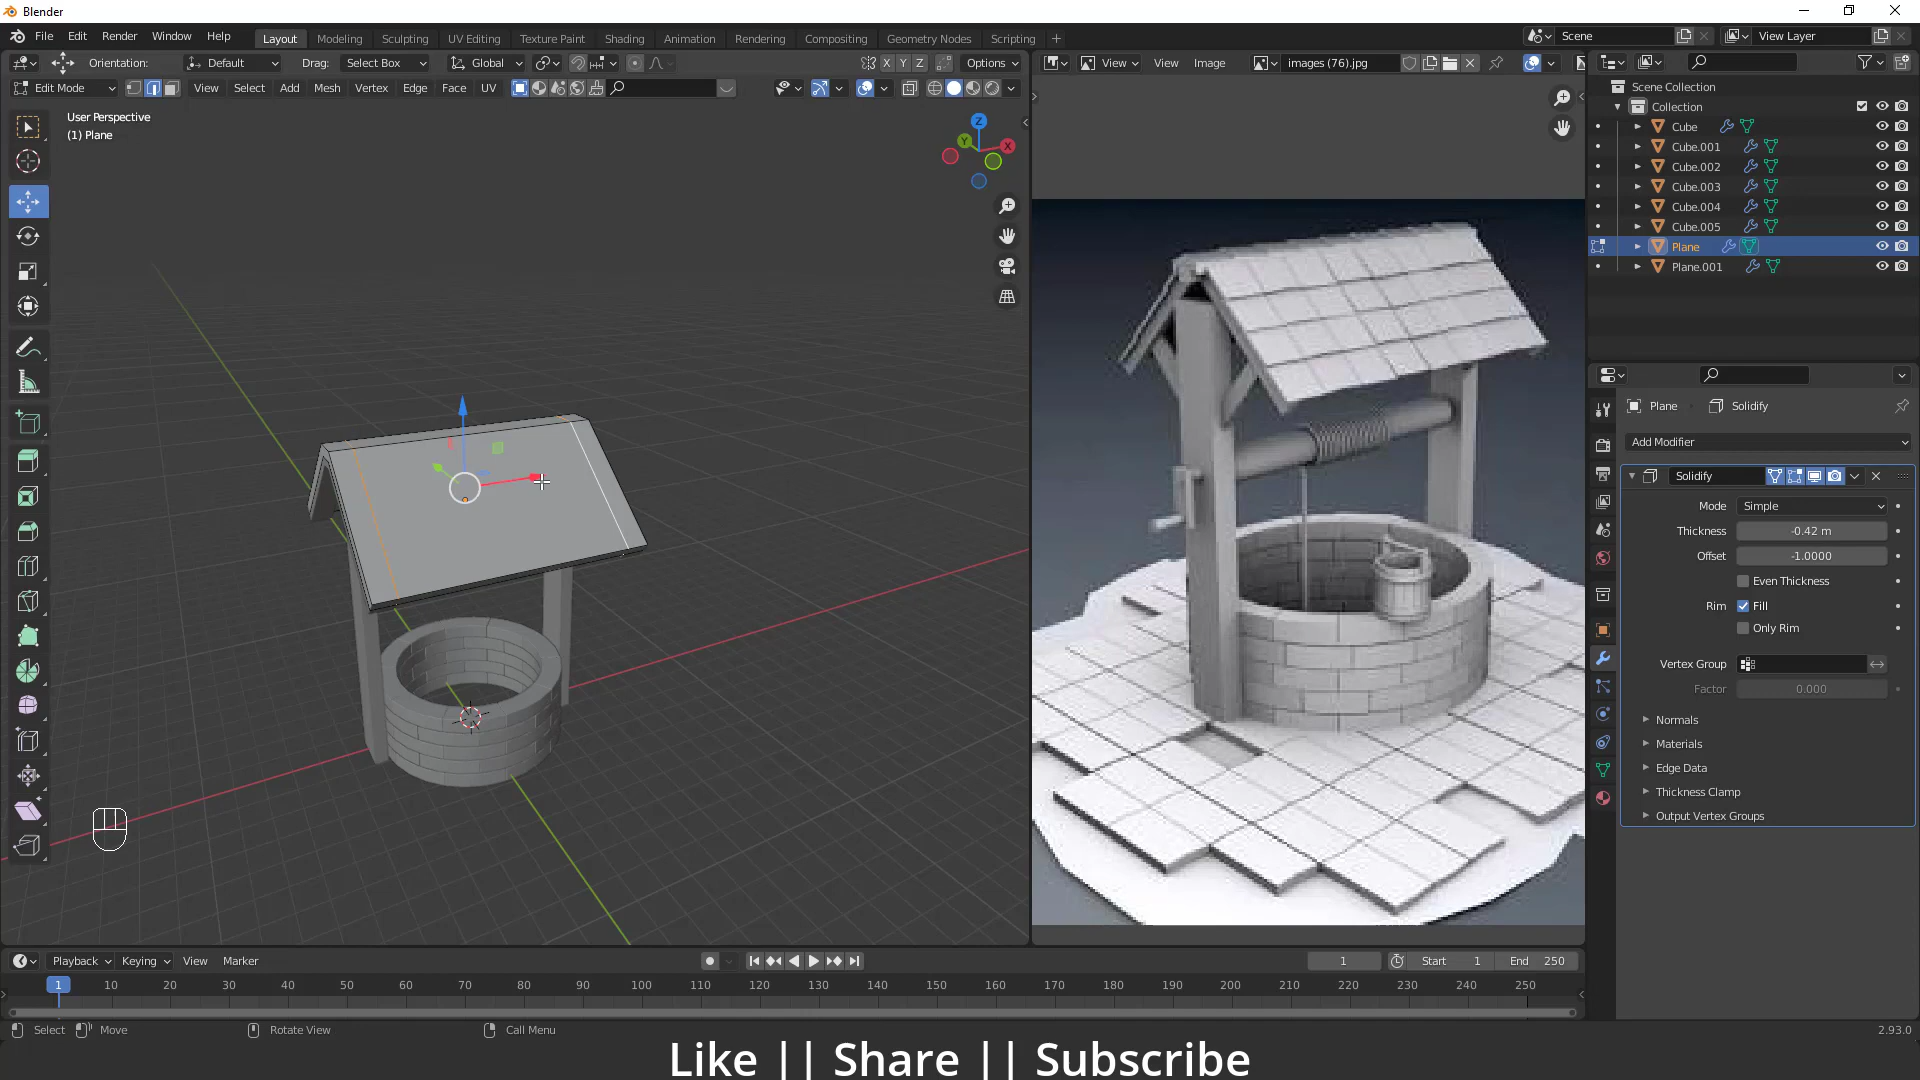 Blender
File Edit Render Window Help
Layout Modeling Sculpting UV Editing Texture Paint Shading Animation Rendering Compositing Geometry Nodes Scripting +
Scene
View Layer
Orientation: Default Drag: Select Box Global X Y Z Options
View View Image images (76).jpg
Edit Mode View Select Add Mesh Vertex Edge Face UV
User Perspective
(1) Plane
Z
Y
X
Scene Collection
Collection
Cube
Cube.001
Cube.002
Cube.003
Cube.004
Cube.005
Plane
Plane.001
Plane Solidify
Add Modifier
Solidify
Mode Simple
Thickness -0.42 m
Offset -1.0000
Even Thickness
Rim Fill
Only Rim
Vertex Group
Factor 0.000
Normals
Materials
Edge Data
Thickness Clamp
Output Vertex Groups
Playback Keying View Marker 1 Start 1 End 250
1 10 20 30 40 50 60 70 80 90 100 110 120 130 140 150 160 170 180 190 200 210 220 230 240 250
Select Move Rotate View Call Menu 2.93.0
Like || Share || Subscribe